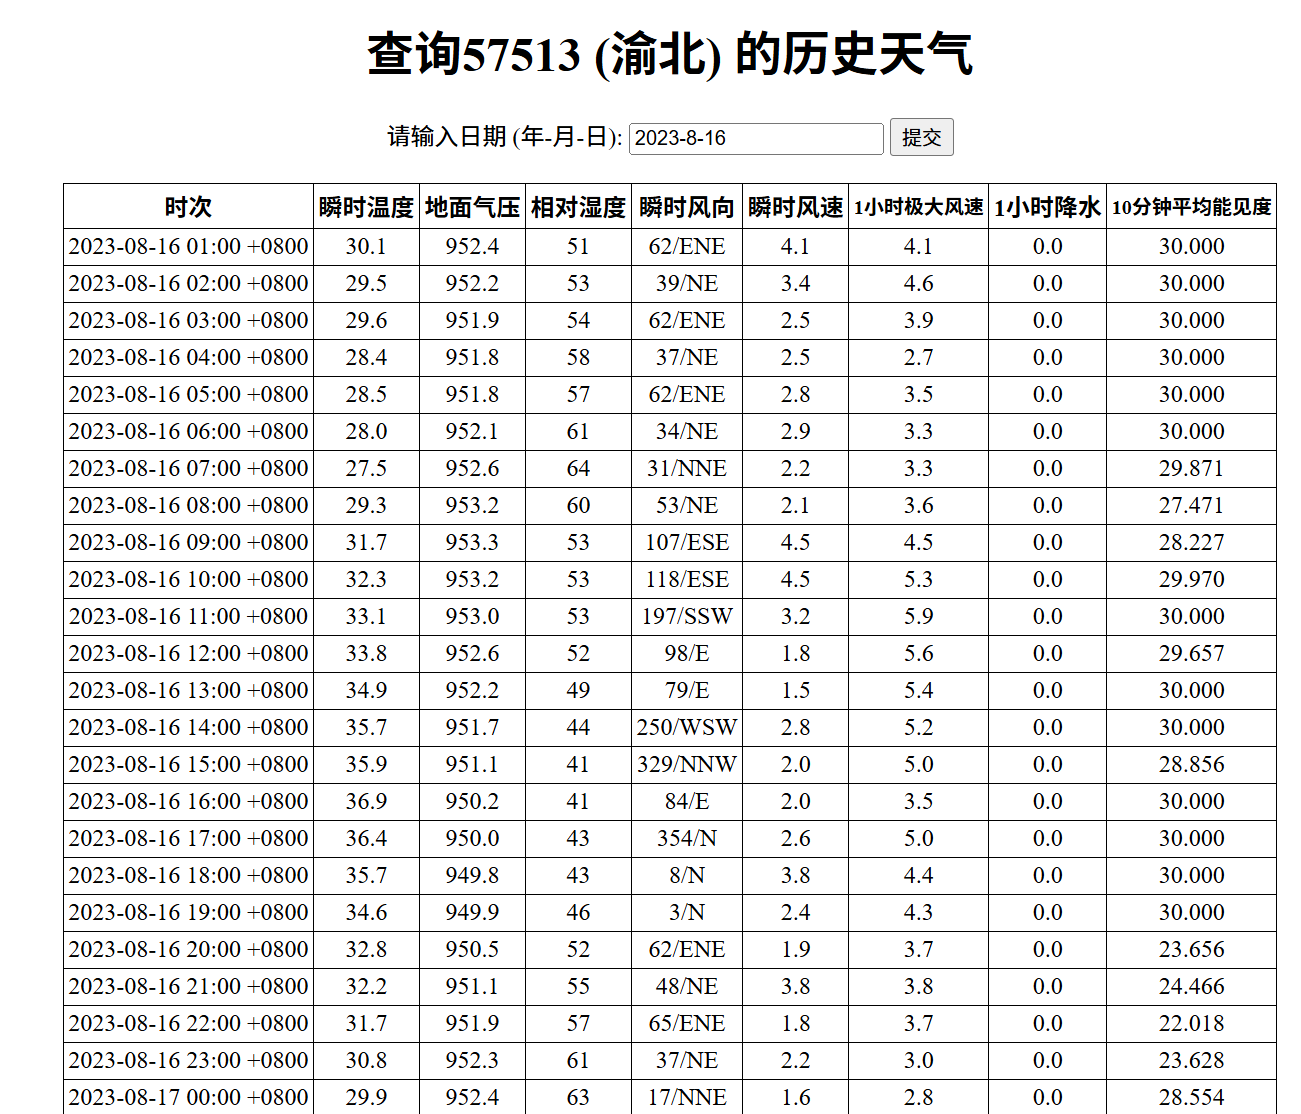 查询57513 (渝北) 的历史天气
请输入日期 (年-月-日): 2023-8-16 提交
时次 瞬时温度 地面气压 相对湿度 瞬时风向 瞬时风速 1小时极大风速 1小时降水 10分钟平均能见度
2023-08-16 01:00 +0800 30.1 952.4 51 62/ENE 4.1 4.1 0.0 30.000
2023-08-16 02:00 +0800 29.5 952.2 53 39/NE 3.4 4.6 0.0 30.000
2023-08-16 03:00 +0800 29.6 951.9 54 62/ENE 2.5 3.9 0.0 30.000
2023-08-16 04:00 +0800 28.4 951.8 58 37/NE 2.5 2.7 0.0 30.000
2023-08-16 05:00 +0800 28.5 951.8 57 62/ENE 2.8 3.5 0.0 30.000
2023-08-16 06:00 +0800 28.0 952.1 61 34/NE 2.9 3.3 0.0 30.000
2023-08-16 07:00 +0800 27.5 952.6 64 31/NNE 2.2 3.3 0.0 29.871
2023-08-16 08:00 +0800 29.3 953.2 60 53/NE 2.1 3.6 0.0 27.471
2023-08-16 09:00 +0800 31.7 953.3 53 107/ESE 4.5 4.5 0.0 28.227
2023-08-16 10:00 +0800 32.3 953.2 53 118/ESE 4.5 5.3 0.0 29.970
2023-08-16 11:00 +0800 33.1 953.0 53 197/SSW 3.2 5.9 0.0 30.000
2023-08-16 12:00 +0800 33.8 952.6 52 98/E 1.8 5.6 0.0 29.657
2023-08-16 13:00 +0800 34.9 952.2 49 79/E 1.5 5.4 0.0 30.000
2023-08-16 14:00 +0800 35.7 951.7 44 250/WSW 2.8 5.2 0.0 30.000
2023-08-16 15:00 +0800 35.9 951.1 41 329/NNW 2.0 5.0 0.0 28.856
2023-08-16 16:00 +0800 36.9 950.2 41 84/E 2.0 3.5 0.0 30.000
2023-08-16 17:00 +0800 36.4 950.0 43 354/N 2.6 5.0 0.0 30.000
2023-08-16 18:00 +0800 35.7 949.8 43 8/N 3.8 4.4 0.0 30.000
2023-08-16 19:00 +0800 34.6 949.9 46 3/N 2.4 4.3 0.0 30.000
2023-08-16 20:00 +0800 32.8 950.5 52 62/ENE 1.9 3.7 0.0 23.656
2023-08-16 21:00 +0800 32.2 951.1 55 48/NE 3.8 3.8 0.0 24.466
2023-08-16 22:00 +0800 31.7 951.9 57 65/ENE 1.8 3.7 0.0 22.018
2023-08-16 23:00 +0800 30.8 952.3 61 37/NE 2.2 3.0 0.0 23.628
2023-08-17 00:00 +0800 29.9 952.4 63 17/NNE 1.6 2.8 0.0 28.554